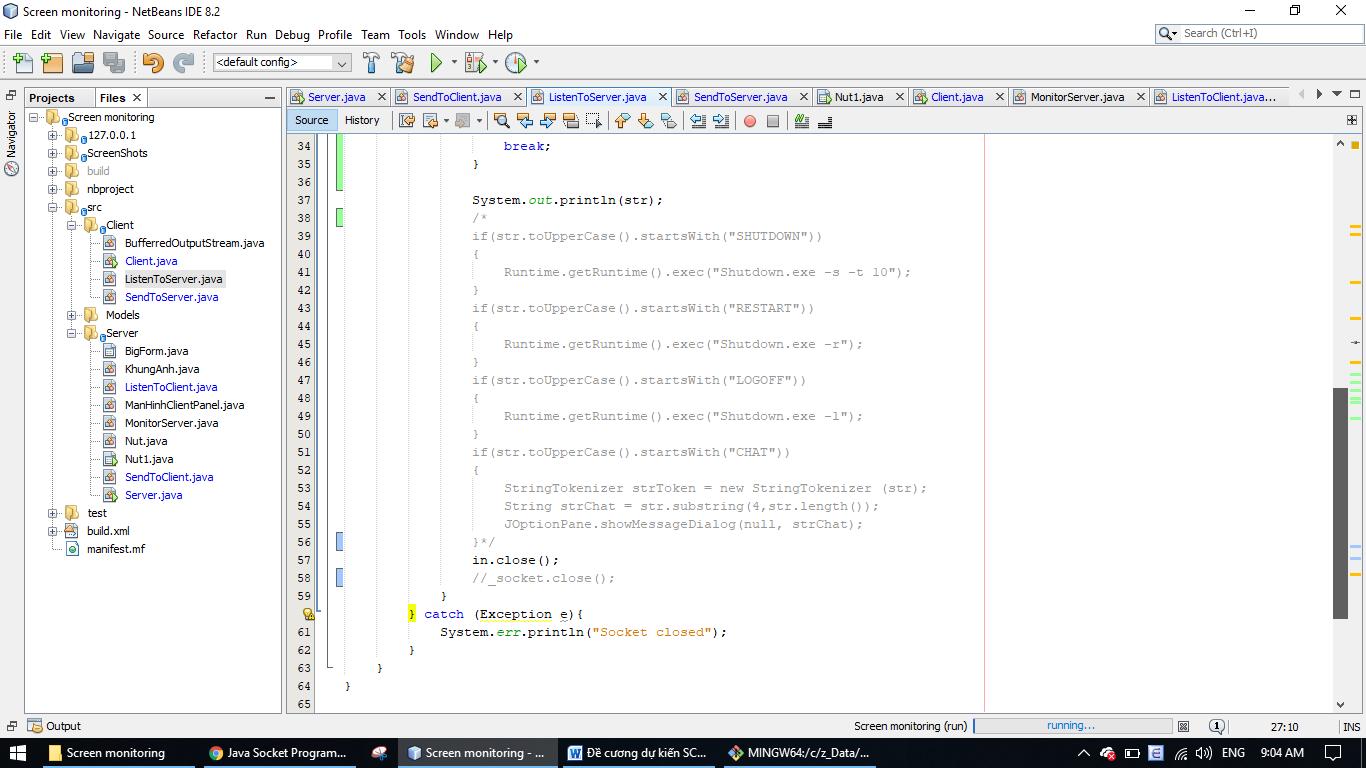 Screen monitoring - NetBeans IDE 8.2
File Edit View Navigate Source Refactor Run Debug Profile Team Tools Window Help
Search (Ctrl+I)
<default config>
Projects Files
Server.java SendToClient.java ListenToServer.java SendToServer.java Nut1.java Client.java MonitorServer.java ListenToClient.java...
Navigator
Screen monitoring
127.0.0.1
ScreenShots
build
nbproject
src
Client
BufferredOutputStream.java
Client.java
ListenToServer.java
SendToServer.java
Models
Server
BigForm.java
KhungAnh.java
ListenToClient.java
ManHinhClientPanel.java
MonitorServer.java
Nut.java
Nut1.java
SendToClient.java
Server.java
test
build.xml
manifest.mf
Source History
34 break;
35 }
36
37 System.out.println(str);
38 /*
39 if(str.toUpperCase().startsWith("SHUTDOWN"))
40 {
41 Runtime.getRuntime().exec("Shutdown.exe -s -t 10");
42 }
43 if(str.toUpperCase().startsWith("RESTART"))
44 {
45 Runtime.getRuntime().exec("Shutdown.exe -r");
46 }
47 if(str.toUpperCase().startsWith("LOGOFF"))
48 {
49 Runtime.getRuntime().exec("Shutdown.exe -l");
50 }
51 if(str.toUpperCase().startsWith("CHAT"))
52 {
53 StringTokenizer strToken = new StringTokenizer (str);
54 String strChat = str.substring(4,str.length());
55 JOptionPane.showMessageDialog(null, strChat);
56 }*/
57 in.close();
58 //_socket.close();
59 }
} catch (Exception e){
61 System.err.println("Socket closed");
62 }
63 }
64 }
65
Output
Screen monitoring (run) running... 1 27:10 INS
Screen monitoring Java Socket Program... Screen monitoring - ... Đề cương dự kiến SC... MINGW64:/c/z_Data/... ENG 9:04 AM